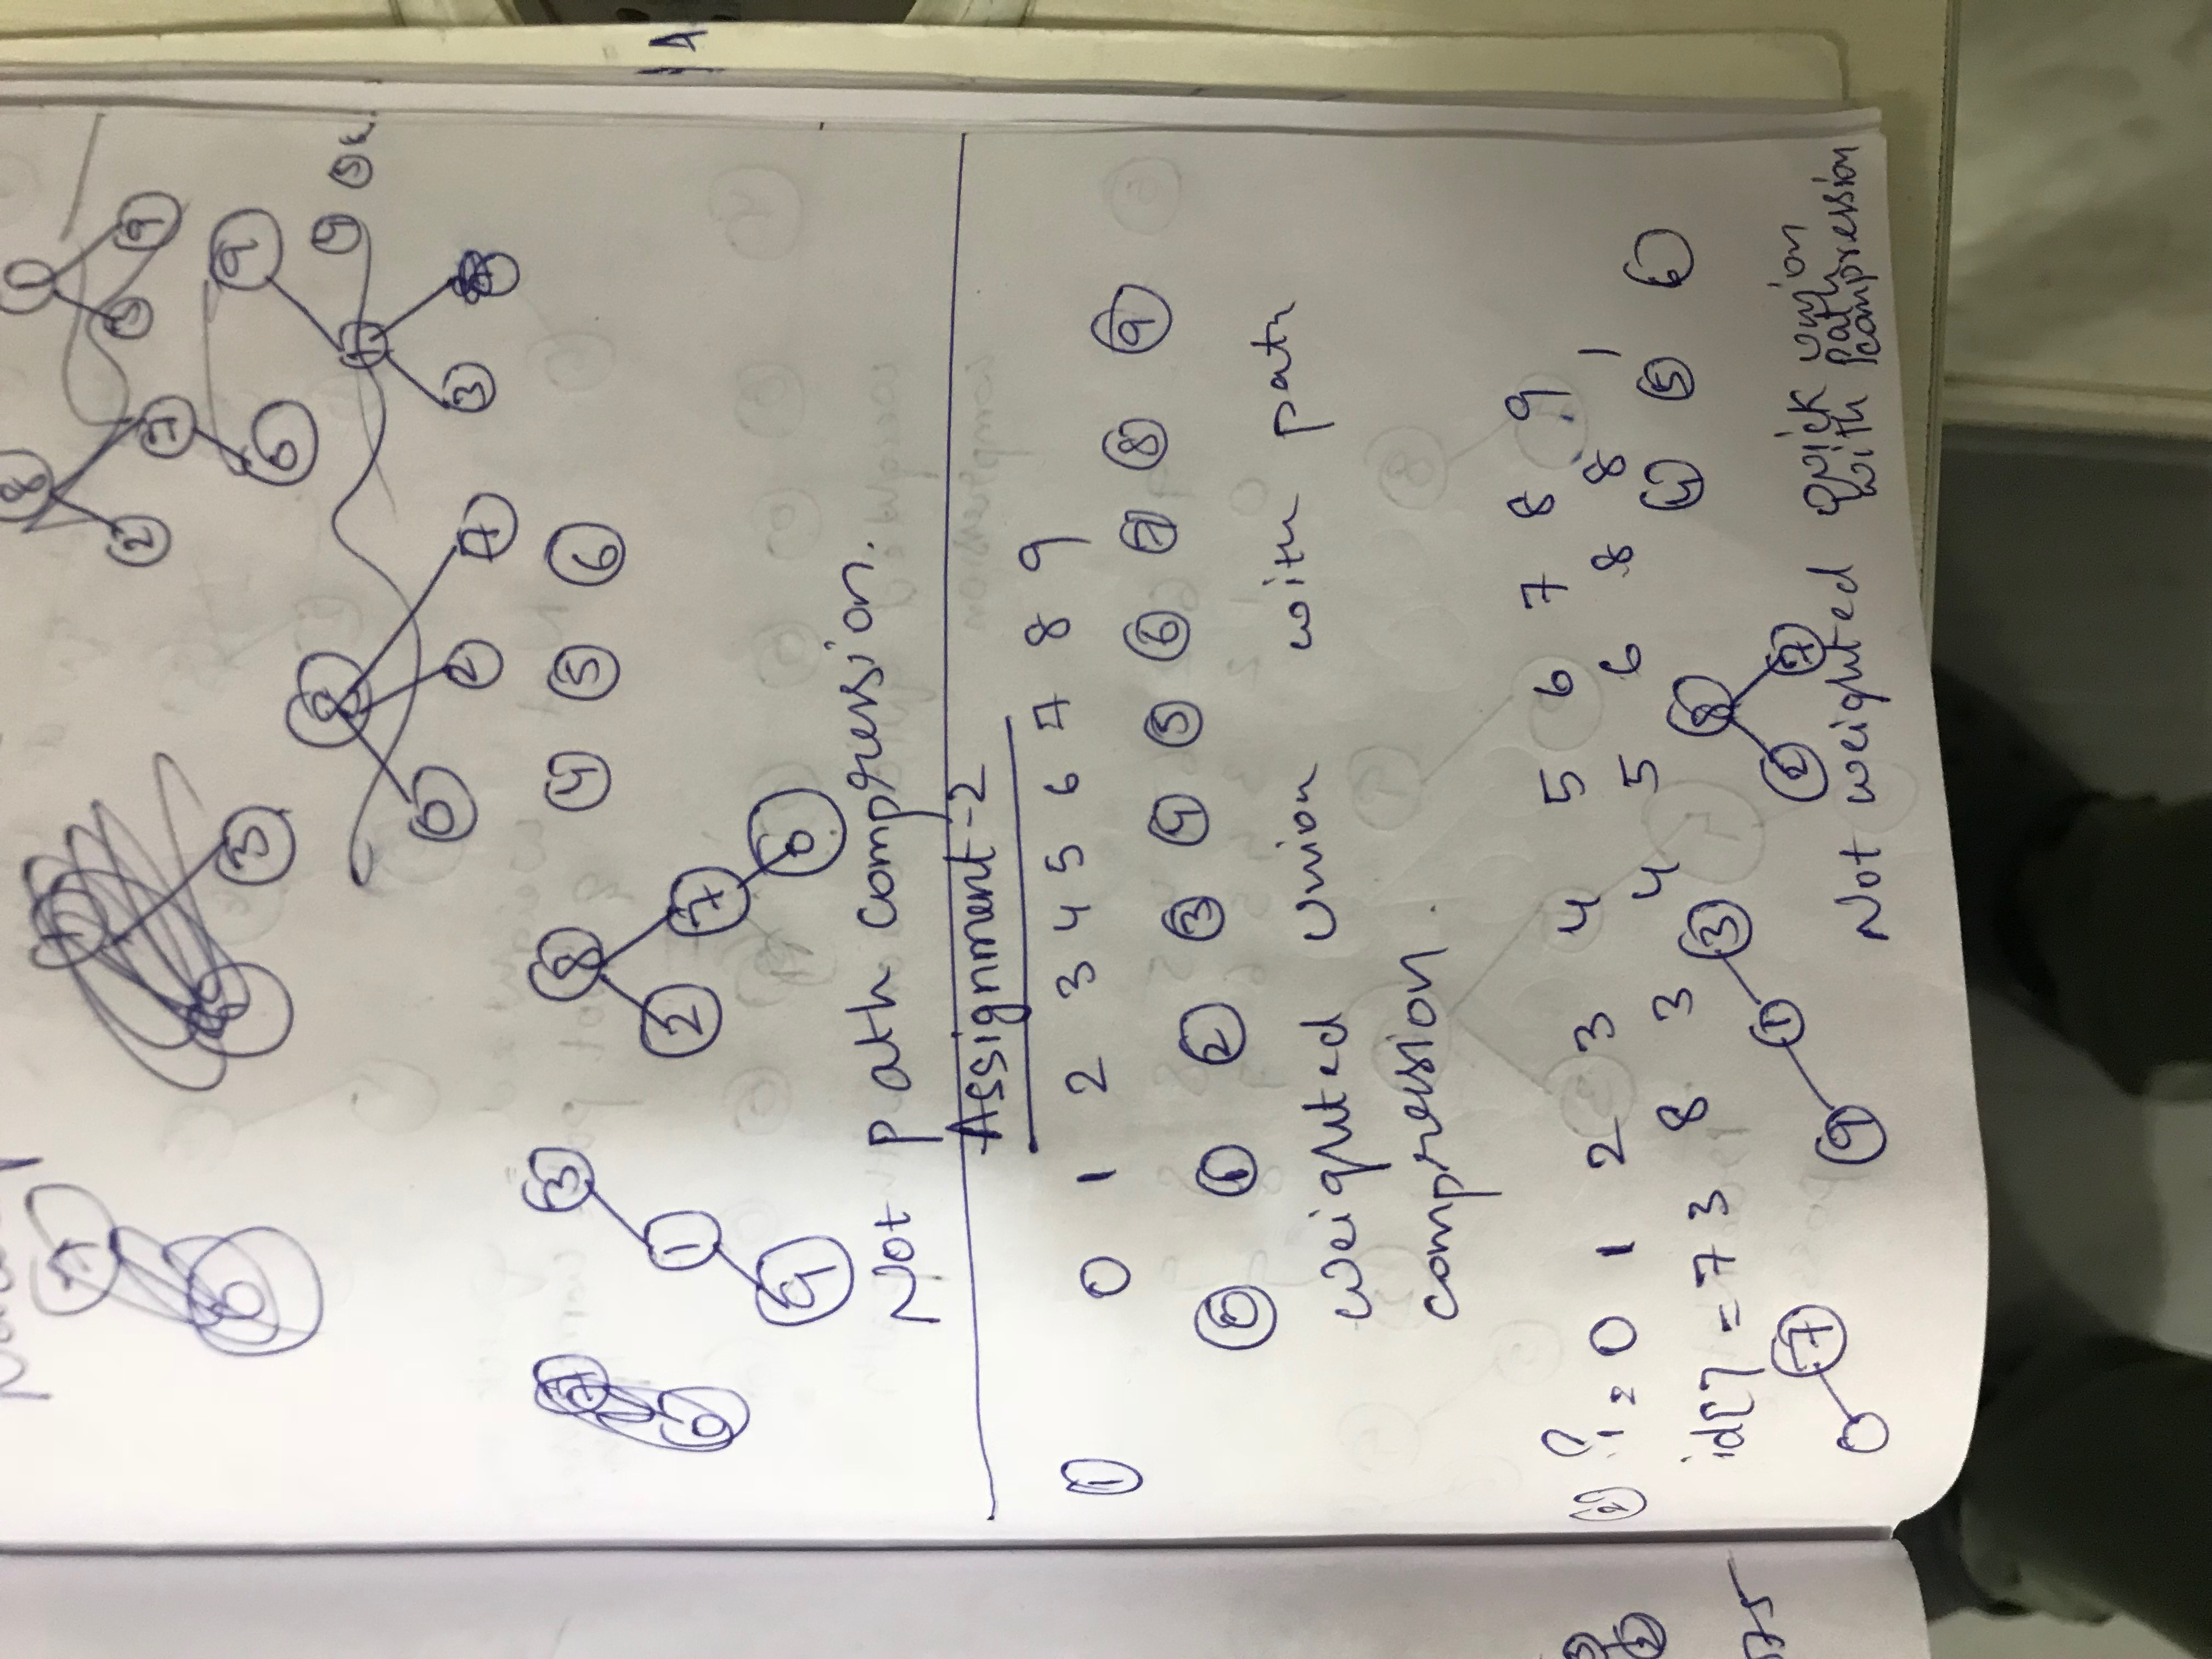 8
2 7 3 9
6 9
3
8 1 4 5
0 2 7 3
7 3 8 4 5 6
0 1 2 7
9 0
Not path compression.
Assignment-2
① 0 1 2 3 4 5 6 7 8 9
0 1 2 3 4 5 6 7 8 9
weighted Union with path
compression.
② i = 0 1 2 3 4 5 6 7 8 9
id[] = 7 3 8 3 4 5 6 8 8 1
3 8 4 5 6
7 1 2 7
0 9
Not weighted quick union
with path
compression